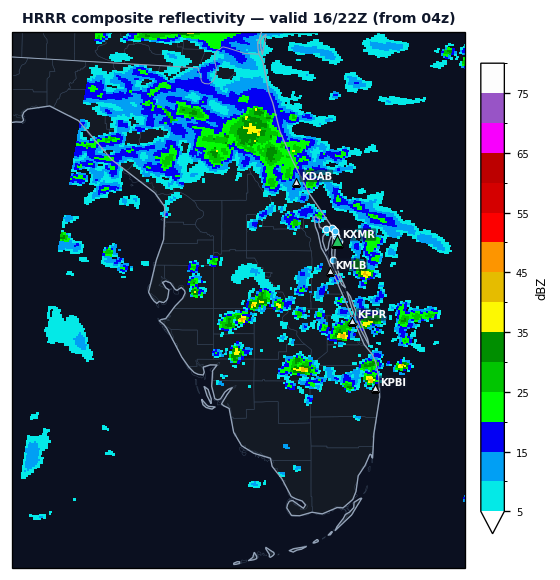 HRRR composite reflectivity — valid 16/22Z (from 04z)
KDAB
KXMR
KMLB
KFPR
KPBI
75
65
55
45
35
25
15
5
dBZ